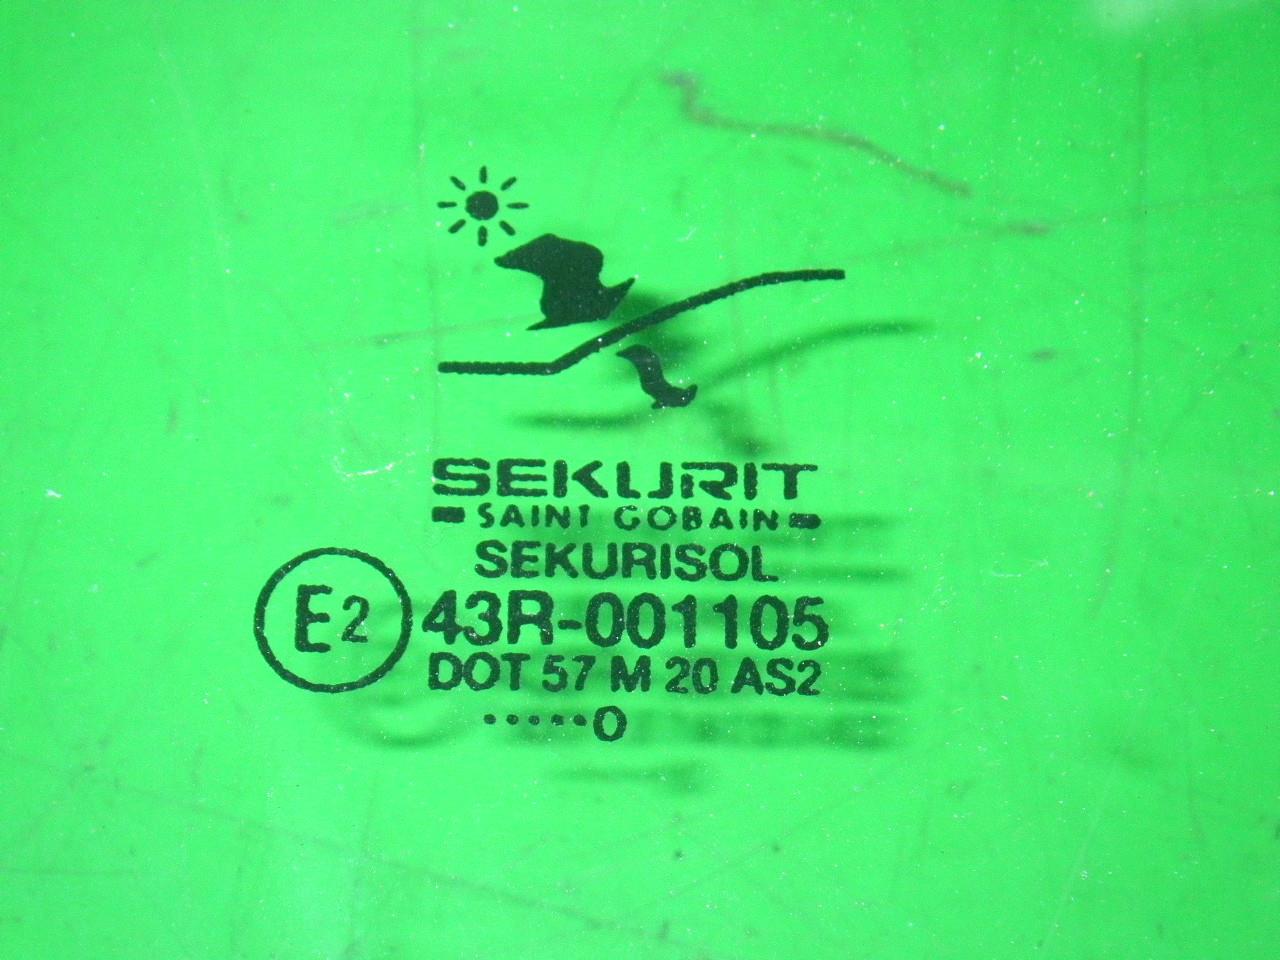 SEKURIT
SAINT GOBAIN
SEKURISOL
E2 43R-001105
DOT 57 M 20 AS2
.....0